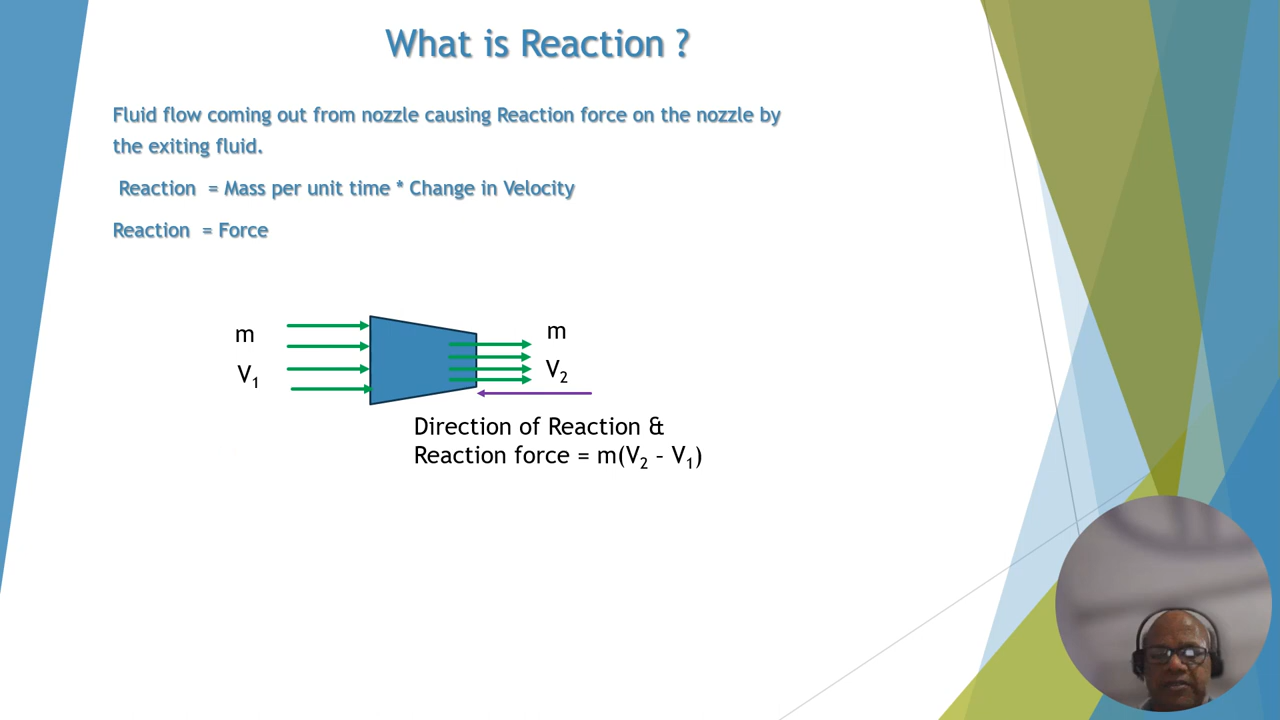 What is Reaction ?
Fluid flow coming out from nozzle causing Reaction force on the nozzle by
the exiting fluid.
Reaction = Mass per unit time * Change in Velocity
Reaction = Force
m
V₁
m
V₂
Direction of Reaction &
Reaction force = m(V₂ – V₁)